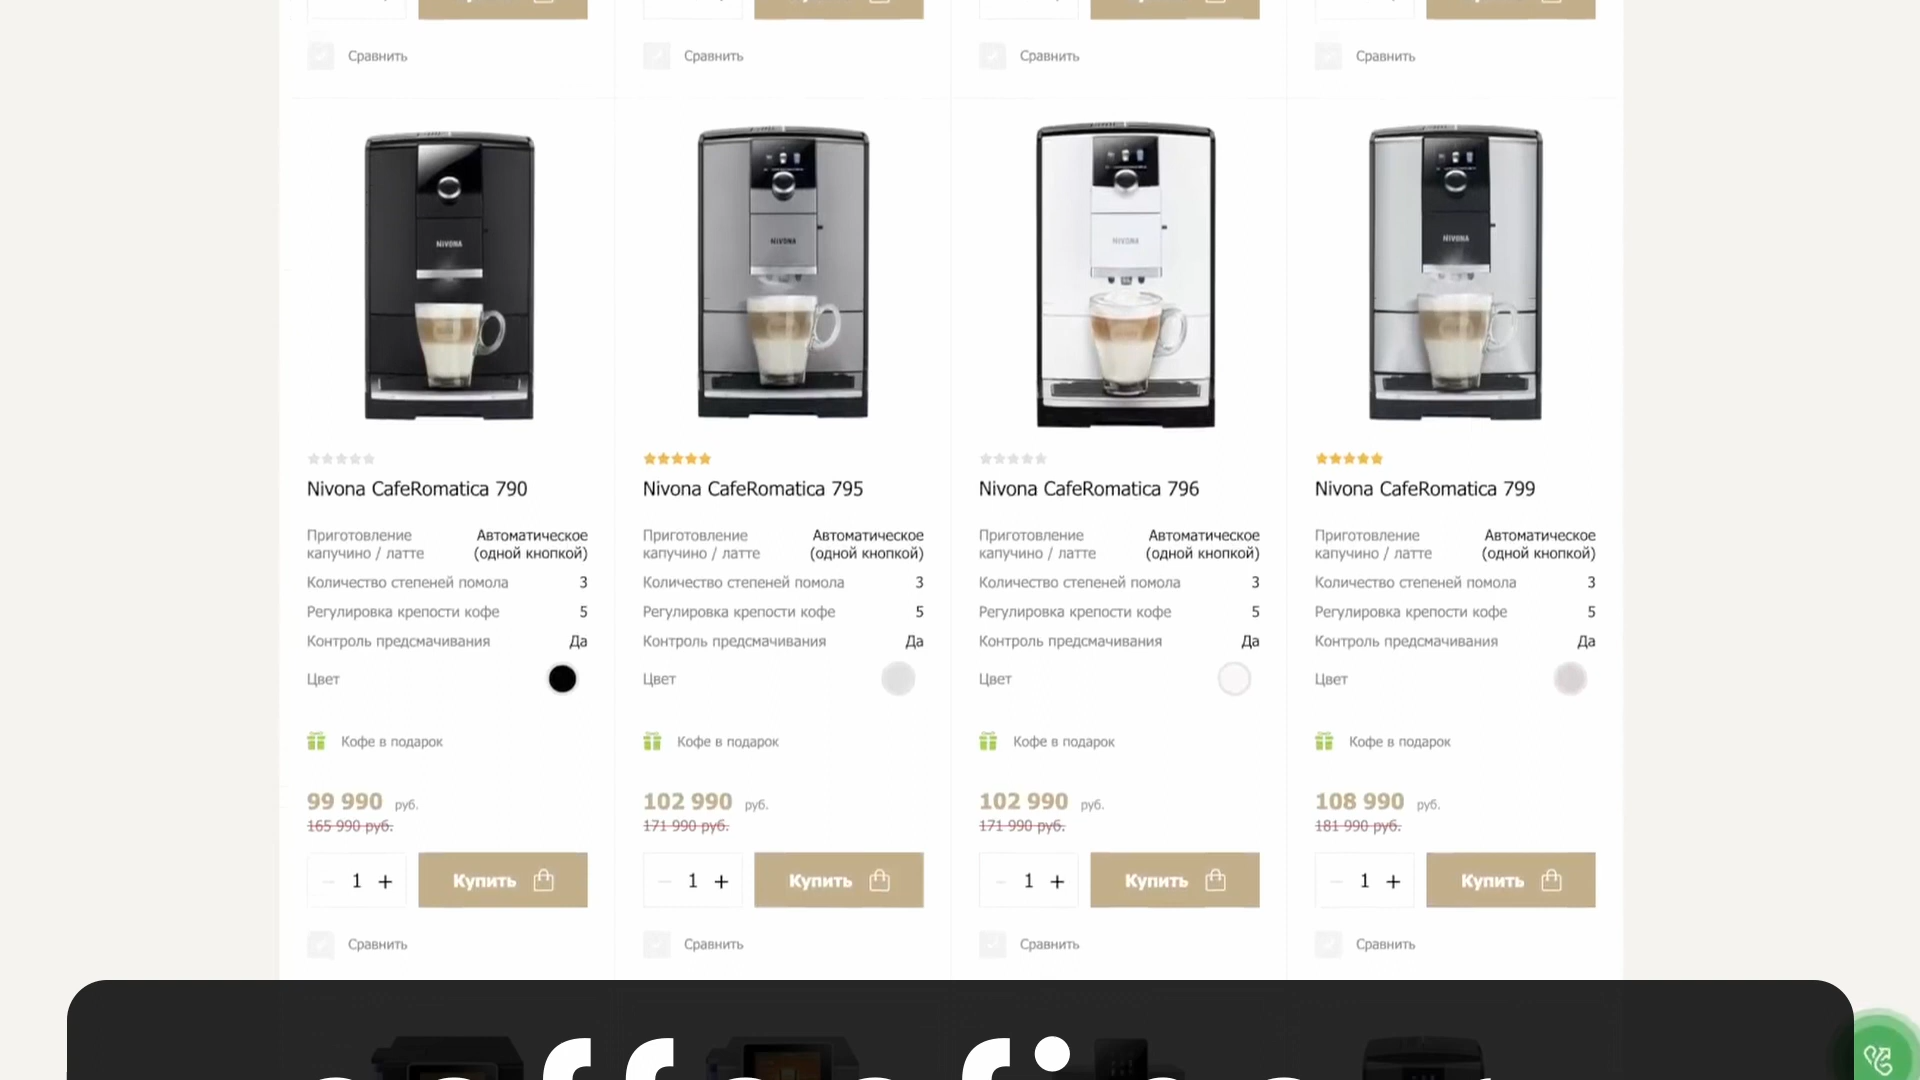 Сравнить
Сравнить
Сравнить
Сравнить
NIVONA
NIVONA
NIVONA
NIVONA
Nivona CafeRomatica 790
Приготовление капучино / латте
Автоматическое (одной кнопкой)
Количество степеней помола 3
Регулировка крепости кофе 5
Контроль предсмачивания Да
Цвет
Кофе в подарок
99 990 руб.
165 990 руб.
1 + Купить
Сравнить
Nivona CafeRomatica 795
Приготовление капучино / латте
Автоматическое (одной кнопкой)
Количество степеней помола 3
Регулировка крепости кофе 5
Контроль предсмачивания Да
Цвет
Кофе в подарок
102 990 руб.
171 990 руб.
1 + Купить
Сравнить
Nivona CafeRomatica 796
Приготовление капучино / латте
Автоматическое (одной кнопкой)
Количество степеней помола 3
Регулировка крепости кофе 5
Контроль предсмачивания Да
Цвет
Кофе в подарок
102 990 руб.
171 990 руб.
1 + Купить
Сравнить
Nivona CafeRomatica 799
Приготовление капучино / латте
Автоматическое (одной кнопкой)
Количество степеней помола 3
Регулировка крепости кофе 5
Контроль предсмачивания Да
Цвет
Кофе в подарок
108 990 руб.
181 990 руб.
1 + Купить
Сравнить